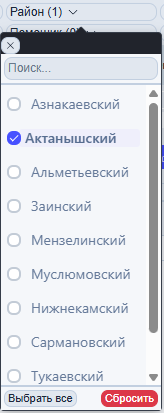 Район (1)
Поиск...
Азнакаевский
Актанышский
Альметьевский
Заинский
Мензелинский
Муслюмовский
Нижнекамский
Сармановский
Тукаевский
Выбрать все
Сбросить